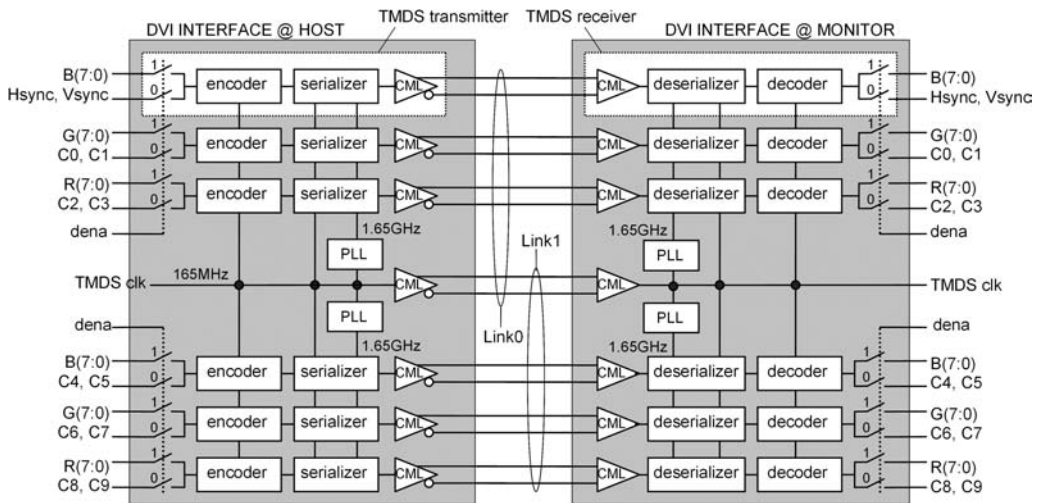 TMDS transmitter TMDS receiver
DVI INTERFACE @ HOST DVI INTERFACE @ MONITOR
B(7:0) 1 encoder serializer CML CML deserializer decoder 1 B(7:0)
Hsync, Vsync 0 0 Hsync, Vsync
G(7:0) 1 encoder serializer CML CML deserializer decoder 1 G(7:0)
C0, C1 0 0 C0, C1
R(7:0) 1 encoder serializer CML CML deserializer decoder 1 R(7:0)
C2, C3 0 0 C2, C3
dena 1.65GHz 1.65GHz dena
PLL Link1 PLL
TMDS clk 165MHz CML CML TMDS clk
PLL PLL
dena Link0 dena
1.65GHz 1.65GHz
B(7:0) 1 encoder serializer CML CML deserializer decoder 1 B(7:0)
C4, C5 0 0 C4, C5
G(7:0) 1 encoder serializer CML CML deserializer decoder 1 G(7:0)
C6, C7 0 0 C6, C7
R(7:0) 1 encoder serializer CML CML deserializer decoder 1 R(7:0)
C8, C9 0 0 C8, C9